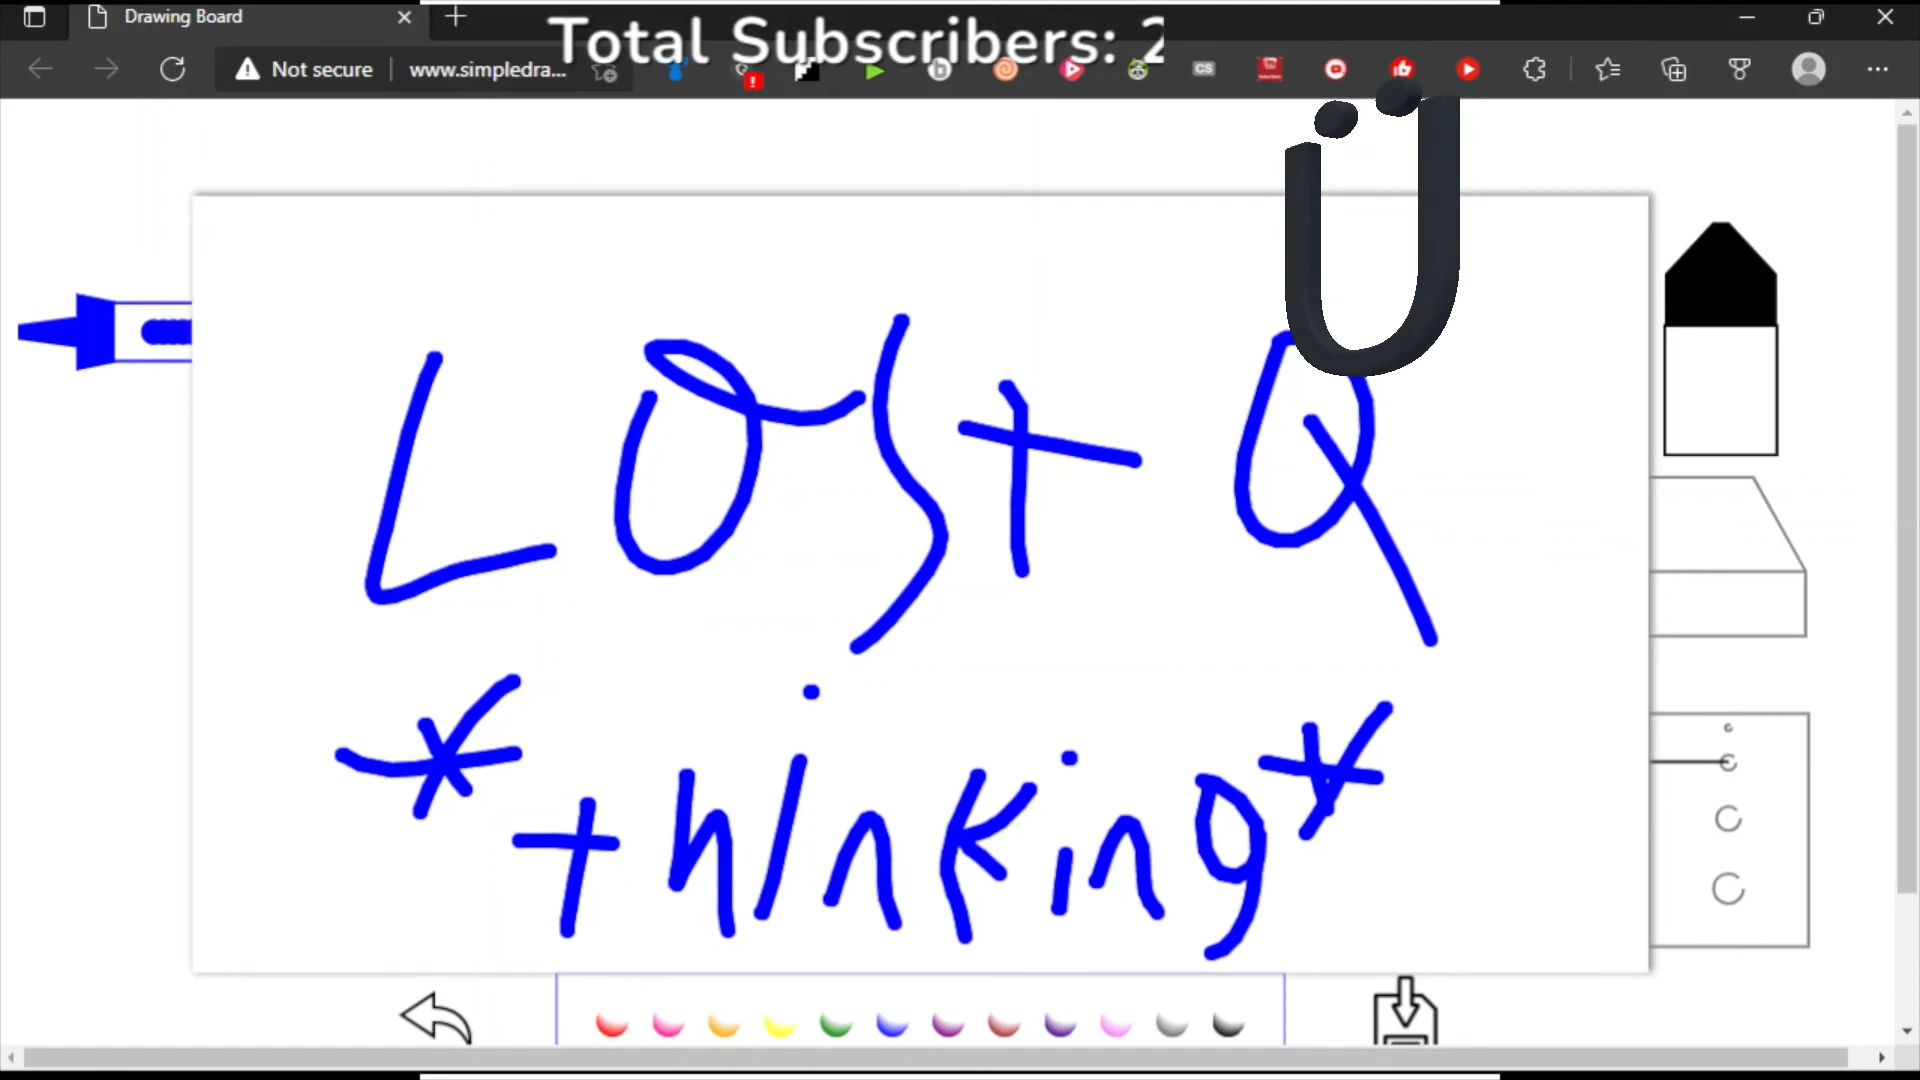 Drawing Board
Total Subscribers: 2
Not secure
www.simpledra...
Ü
LOSt Q
*thinking*